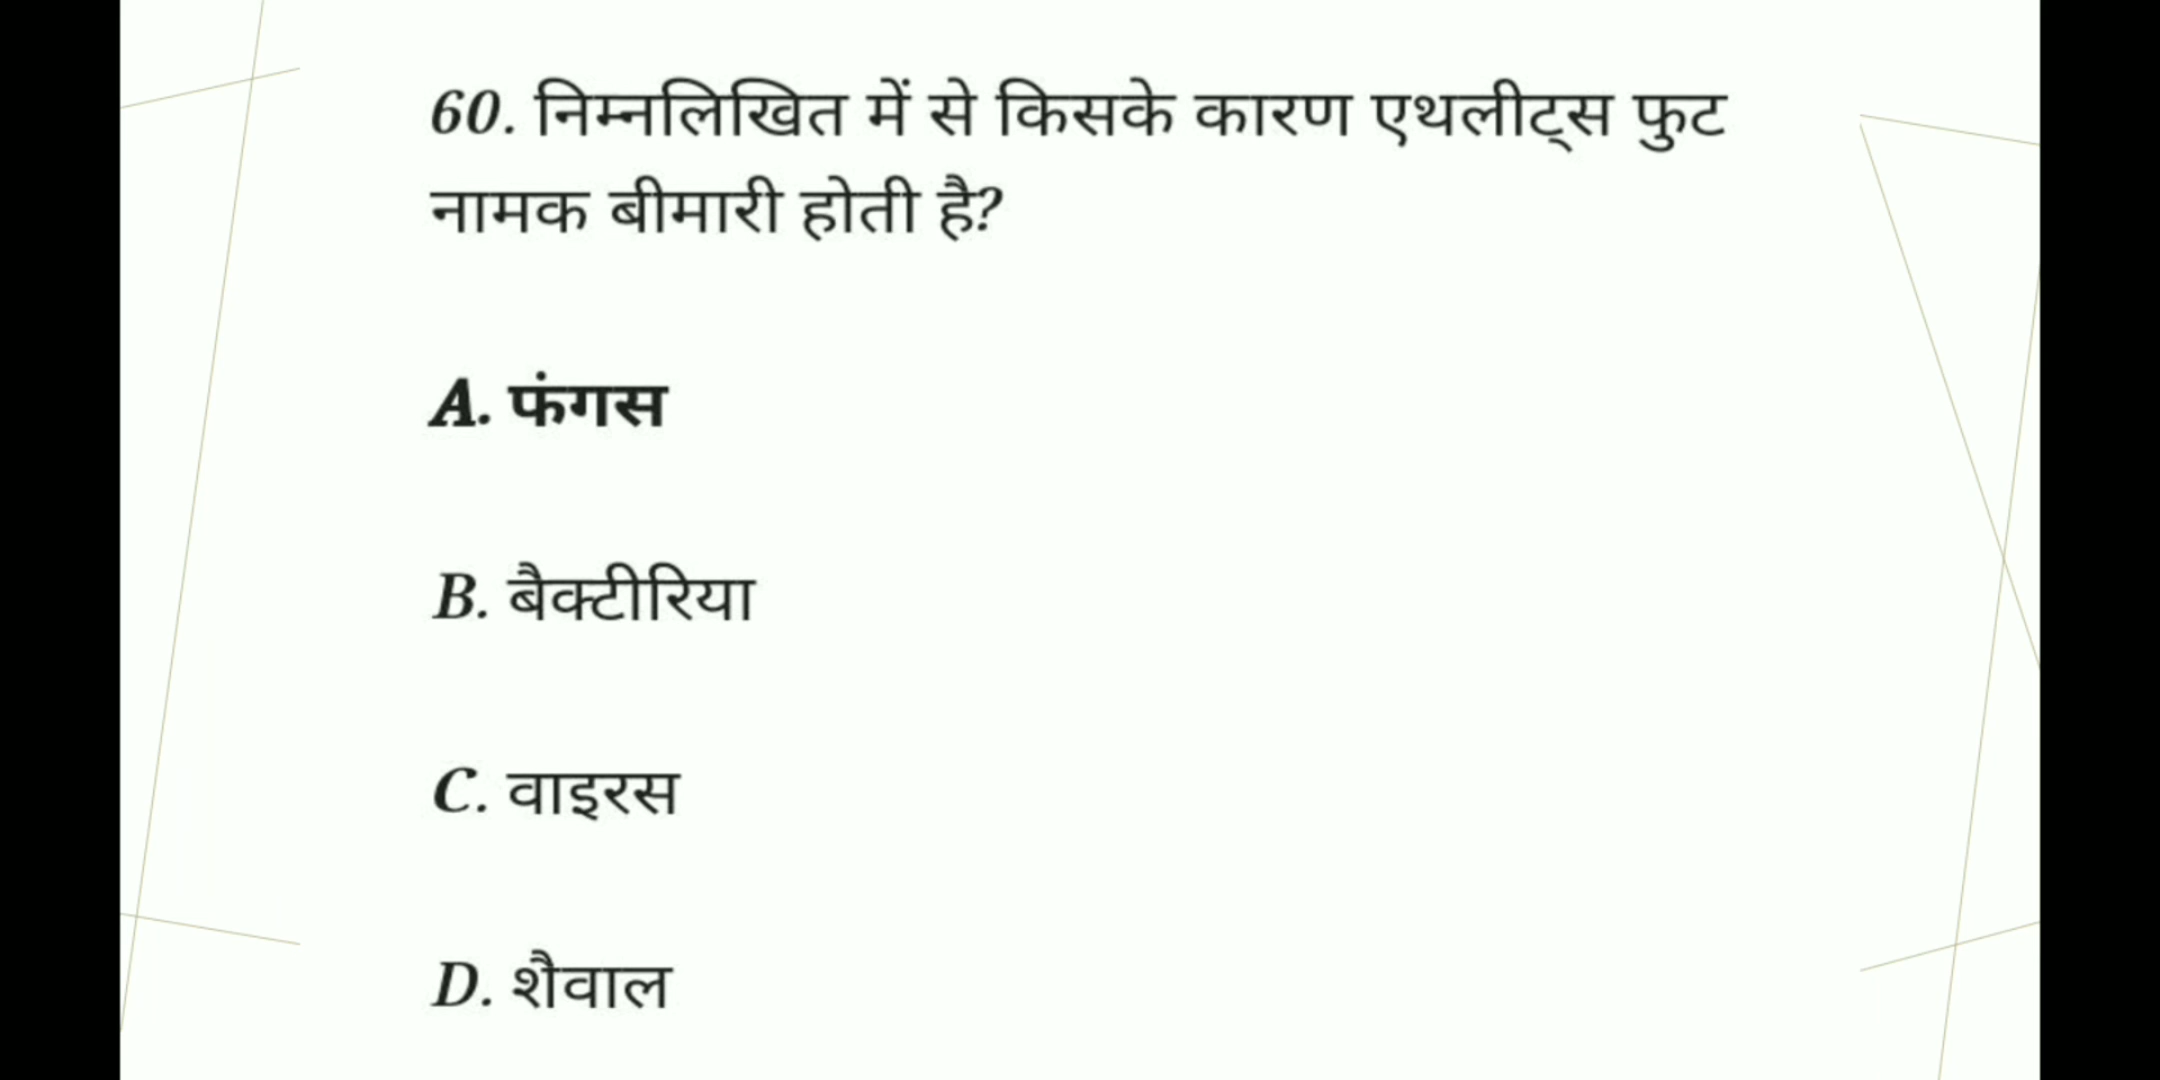 60. निम्नलिखित में से किसके कारण एथलीट्स फुट
नामक बीमारी होती है?
A. फंगस
B. बैक्टीरिया
C. वाइरस
D. शैवाल